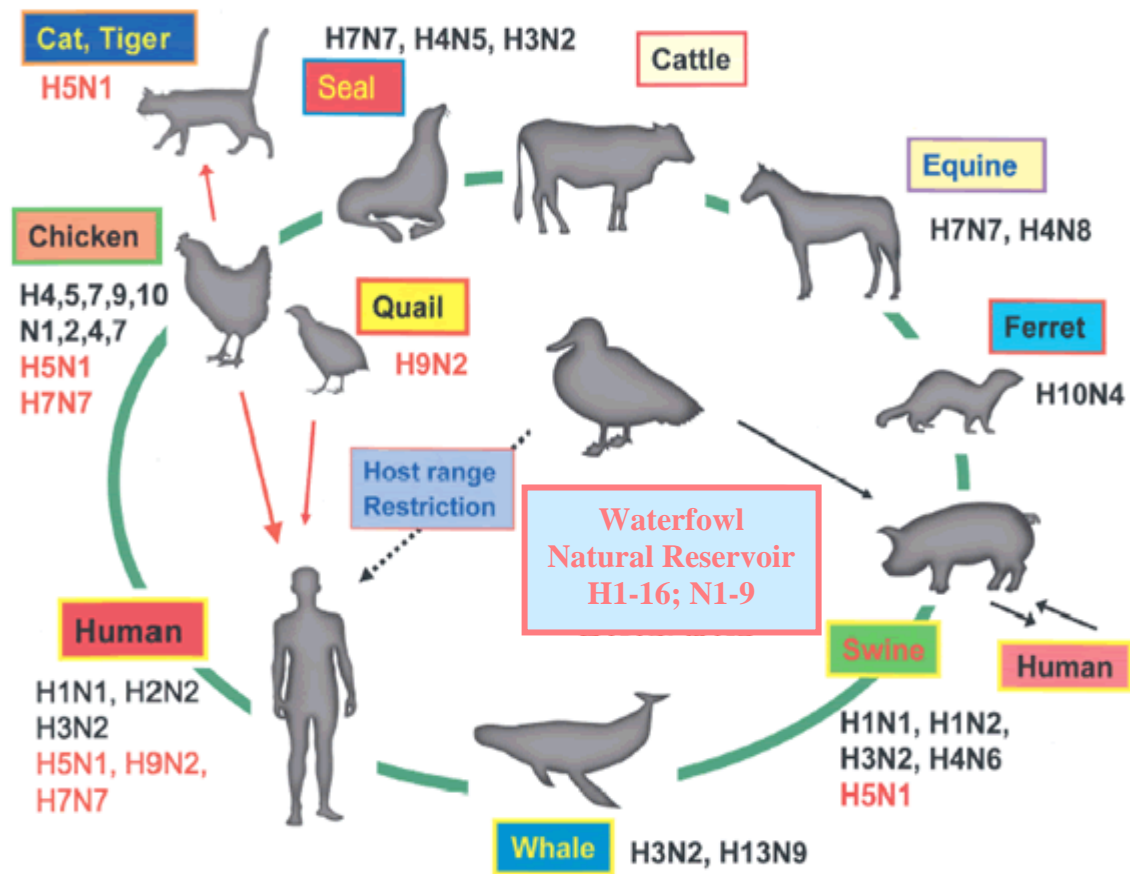 Cat, Tiger
H5N1
H7N7, H4N5, H3N2
Seal
Cattle
Equine
H7N7, H4N8
Chicken
H4,5,7,9,10
N1,2,4,7
H5N1
H7N7
Quail
H9N2
Ferret
H10N4
Host range
Restriction
Waterfowl
Natural Reservoir
H1-16; N1-9
Human
H1N1, H2N2
H3N2
H5N1, H9N2,
H7N7
Swine
H1N1, H1N2,
H3N2, H4N6
H5N1
Human
Whale
H3N2, H13N9